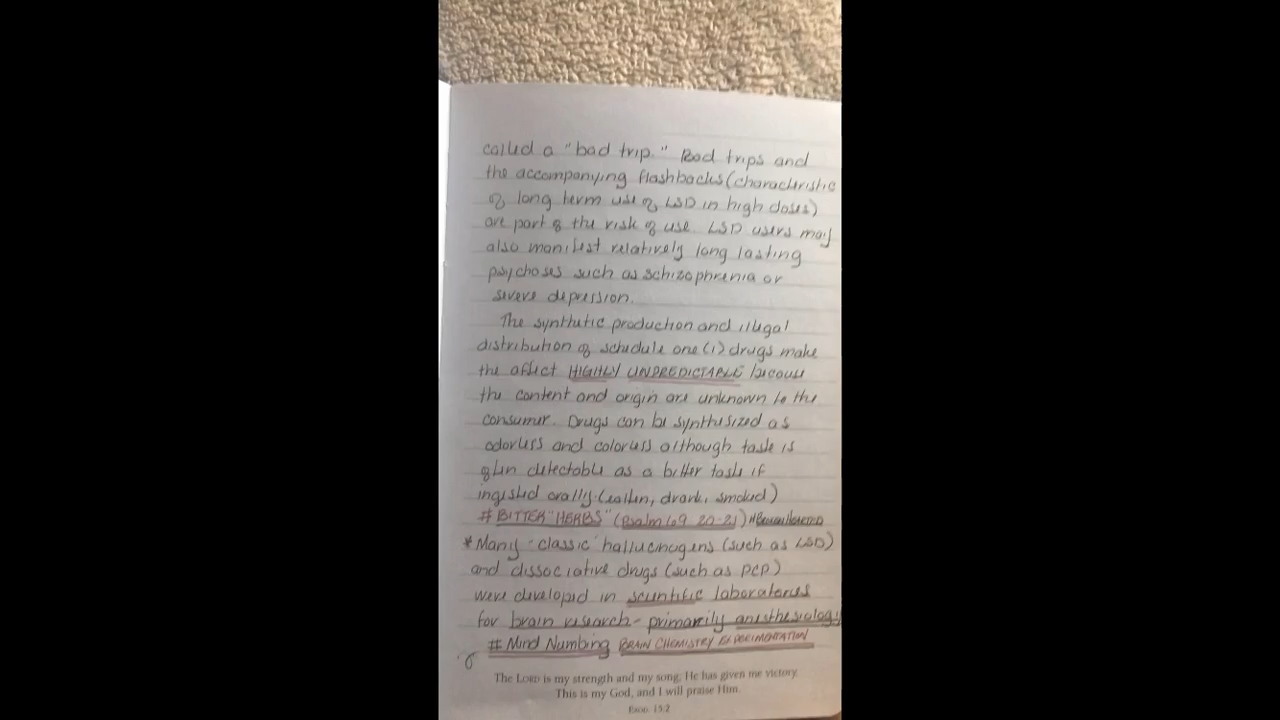 called a "bad trip." Bad trips and
the accompanying flashbacks (characteristic
of long term use of LSD in high doses)
are part of the risk of use. LSD users may
also manifest relatively long lasting
psychoses such as schizophrenia or
severe depression.
The synthetic production and illegal
distribution of schedule one (1) drugs make
the affect HIGHLY UNPREDICTABLE because
the content and origin are unknown to the
consumer. Drugs can be synthesized as
odorless and colorless although taste is
often detectable as a bitter taste if
ingested orally. (eaten, drank, smoked)
# BITTER "HERBS" (Psalm 69 20-21) #BROKENHEARTED
* Many "classic" hallucinogens (such as LSD)
and dissociative drugs (such as PCP)
were developed in scientific laboratories
for brain research - primarily anesthesiology
# Mind Numbing BRAIN CHEMISTRY EXPERIMENTATION
The LORD is my strength and my song; He has given me victory.
This is my God, and I will praise Him.
EXOD. 15:2